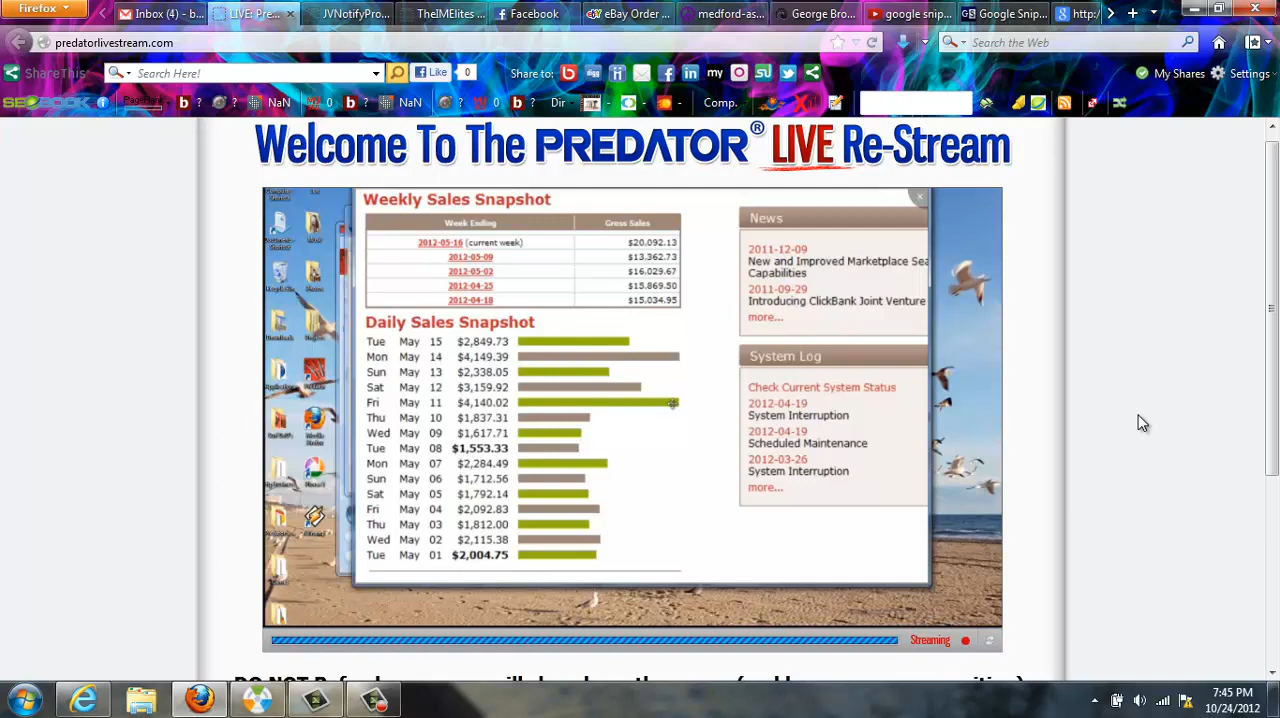 Firefox
Inbox (4) - b...
LIVE: Pre...
JVNotifyPro...
TheIMElites ...
Facebook
eBay Order ...
medford-as...
George Bro...
google snip...
Google Snip...
http:/
predatorlivestream.com
Search the Web
ShareThis
Search Here!
Like
0
Share to:
My Shares
Settings
SEOBOOK
PageRank
?
?
NaN
0
?
NaN
?
0
?
Dir
Comp.
Welcome To The PREDATOR® LIVE Re-Stream
Weekly Sales Snapshot
Week Ending Gross Sales
2012-05-16 (current week) $20,092.13
2012-05-09 $13,362.73
2012-05-02 $16,029.67
2012-04-25 $15,869.50
2012-04-18 $15,034.95
Daily Sales Snapshot
Tue May 15 $2,849.73
Mon May 14 $4,149.39
Sun May 13 $2,338.05
Sat May 12 $3,159.92
Fri May 11 $4,140.02
Thu May 10 $1,837.31
Wed May 09 $1,617.71
Tue May 08 $1,553.33
Mon May 07 $2,284.49
Sun May 06 $1,712.56
Sat May 05 $1,792.14
Fri May 04 $2,092.83
Thu May 03 $1,812.00
Wed May 02 $2,115.38
Tue May 01 $2,004.75
News
2011-12-09
New and Improved Marketplace Sea
Capabilities
2011-09-29
Introducing ClickBank Joint Venture
more...
System Log
Check Current System Status
2012-04-19
System Interruption
2012-04-19
Scheduled Maintenance
2012-03-26
System Interruption
more...
Streaming
7:45 PM
10/24/2012